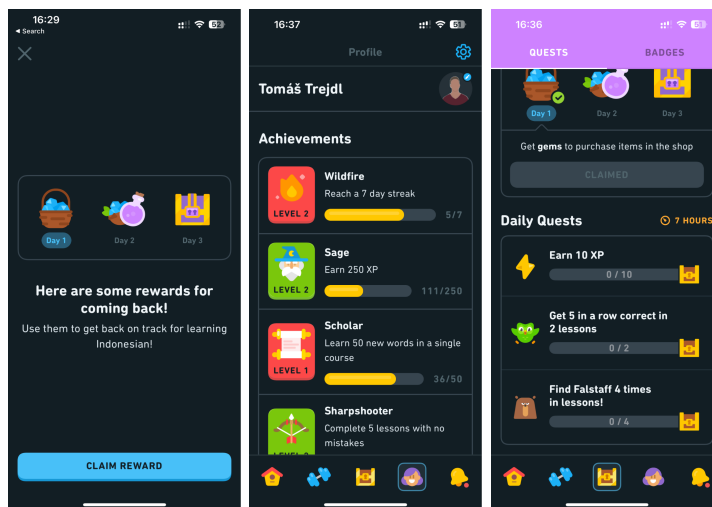 16:29
52
◄ Search
Day 1
Day 2
Day 3
Here are some rewards for
coming back!
Use them to get back on track for learning
Indonesian!
CLAIM REWARD
16:37
51
Profile
Tomáš Trejdl
Achievements
LEVEL 2
Wildfire
Reach a 7 day streak
5/7
LEVEL 2
Sage
Earn 250 XP
111/250
LEVEL 1
Scholar
Learn 50 new words in a single
course
36/50
Sharpshooter
Complete 5 lessons with no
mistakes
16:36
51
QUESTS
BADGES
Day 1
Day 2
Day 3
Get gems to purchase items in the shop
CLAIMED
Daily Quests
7 HOURS
Earn 10 XP
0 / 10
Get 5 in a row correct in
2 lessons
0 / 2
Find Falstaff 4 times
in lessons!
0 / 4